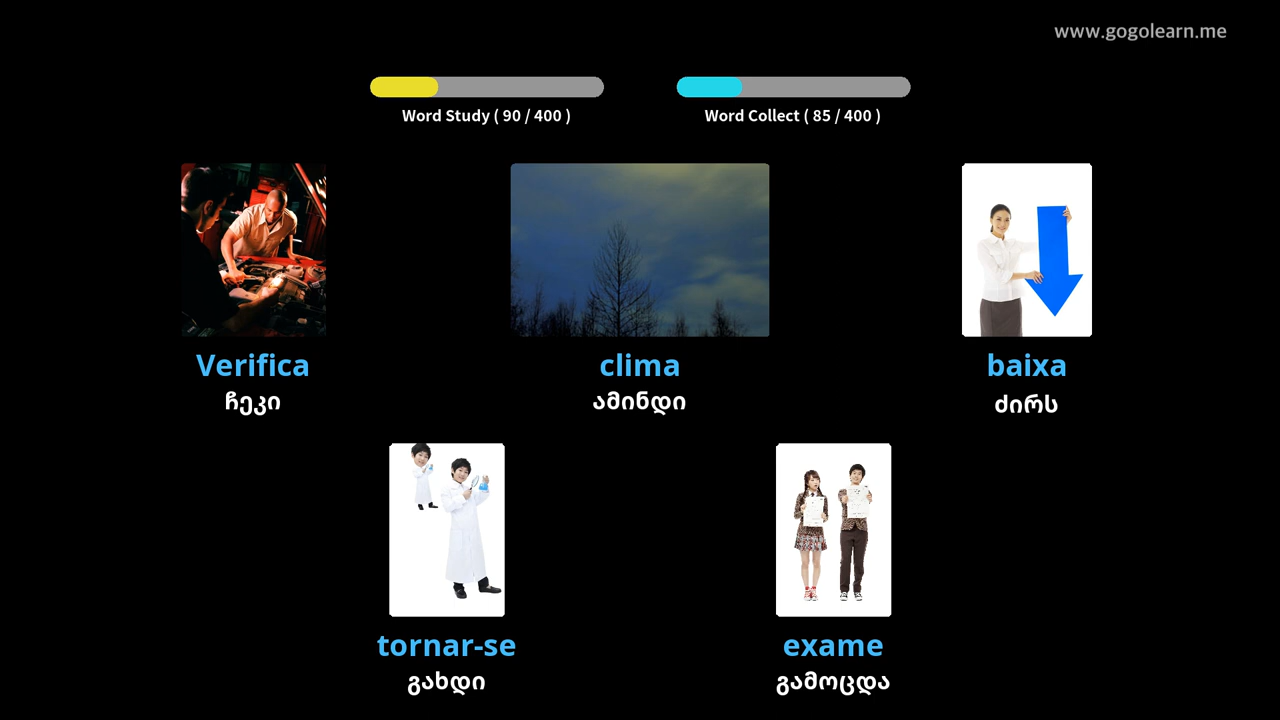 www.gogolearn.me
Word Study ( 90 / 400 )
Word Collect ( 85 / 400 )
Verifica
ჩეკი
clima
ამინდი
baixa
ძირს
tornar-se
გახდი
exame
გამოცდა